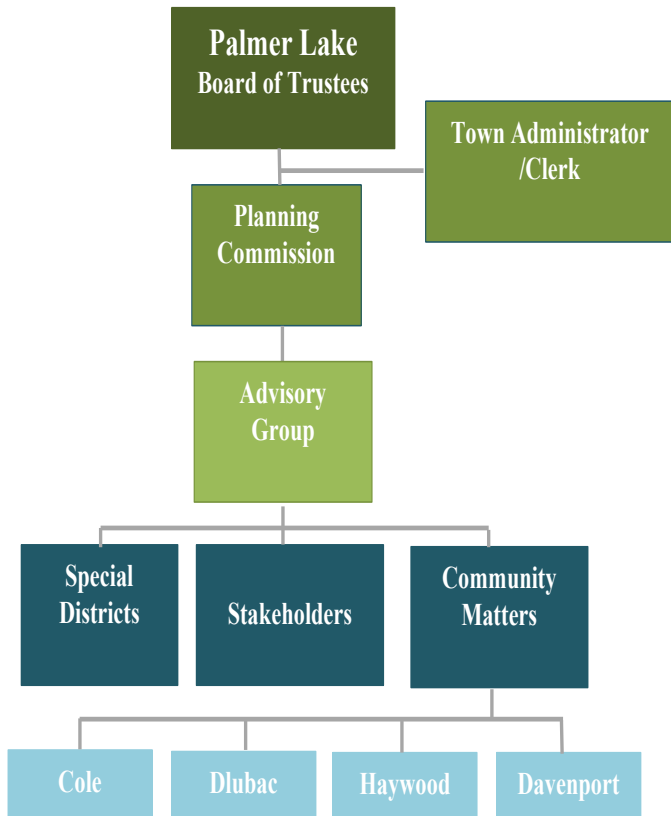 Palmer Lake
Board of Trustees
Town Administrator
/Clerk
Planning
Commission
Advisory
Group
Special
Districts
Stakeholders
Community
Matters
Cole
Dlubac
Haywood
Davenport